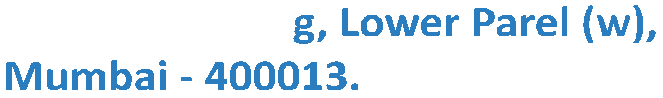 g, Lower Parel (w),
Mumbai - 400013.